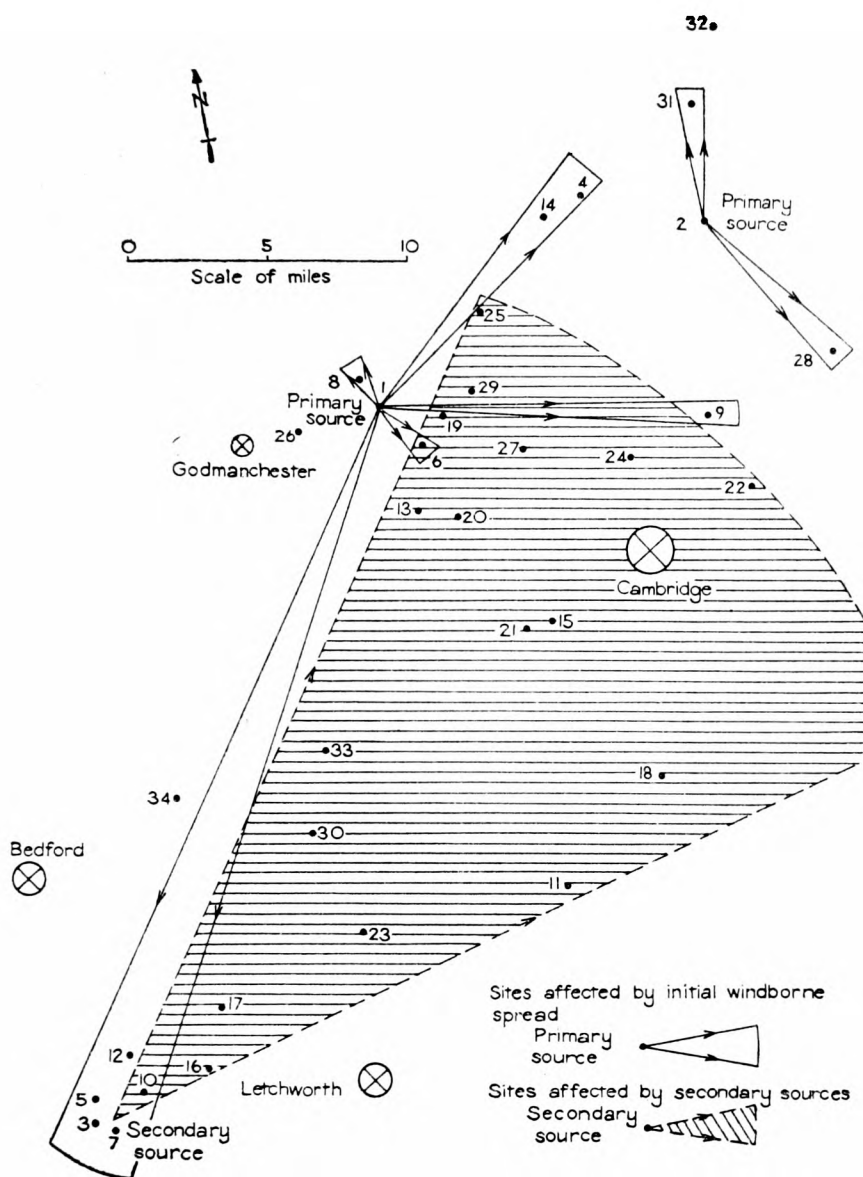 32
31
N
4
14
Primary
source
2
0 5 10
Scale of miles
25
28
8
1
29
Primary
source
9
19
26
6
27
24
Godmanchester
22
13
20
Cambridge
15
21
33
18
34
30
Bedford
11
23
Sites affected by initial windborne
spread
17
Primary
source
12
16
10
Letchworth
5
Sites affected by secondary sources
3
7
Secondary
source
Secondary
source